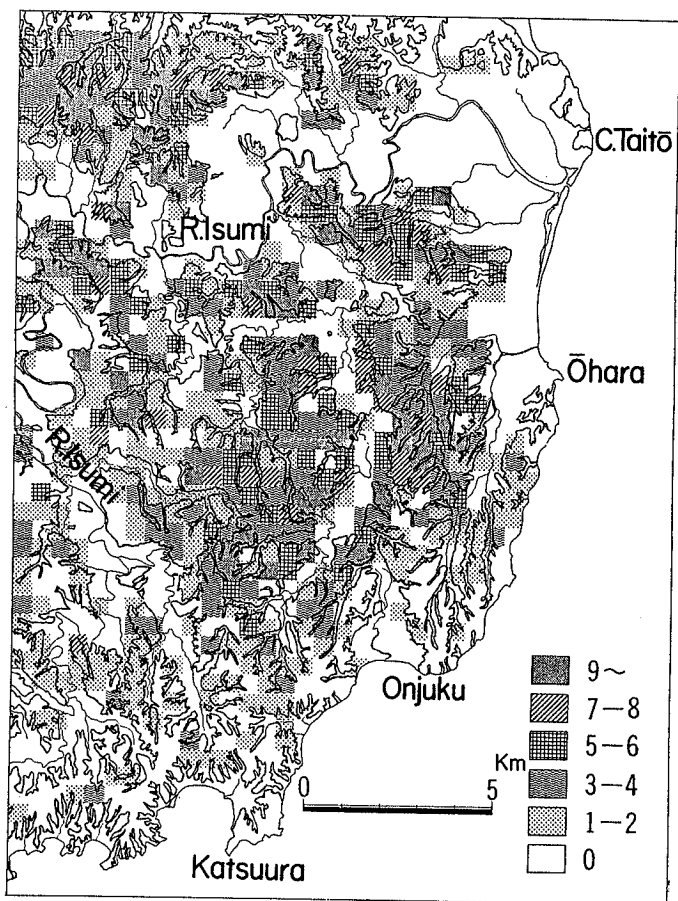 C.Taitō
R.Isumi
Ōhara
R.Isumi
Onjuku
Katsuura
Km
0 5
9～
7－8
5－6
3－4
1－2
0